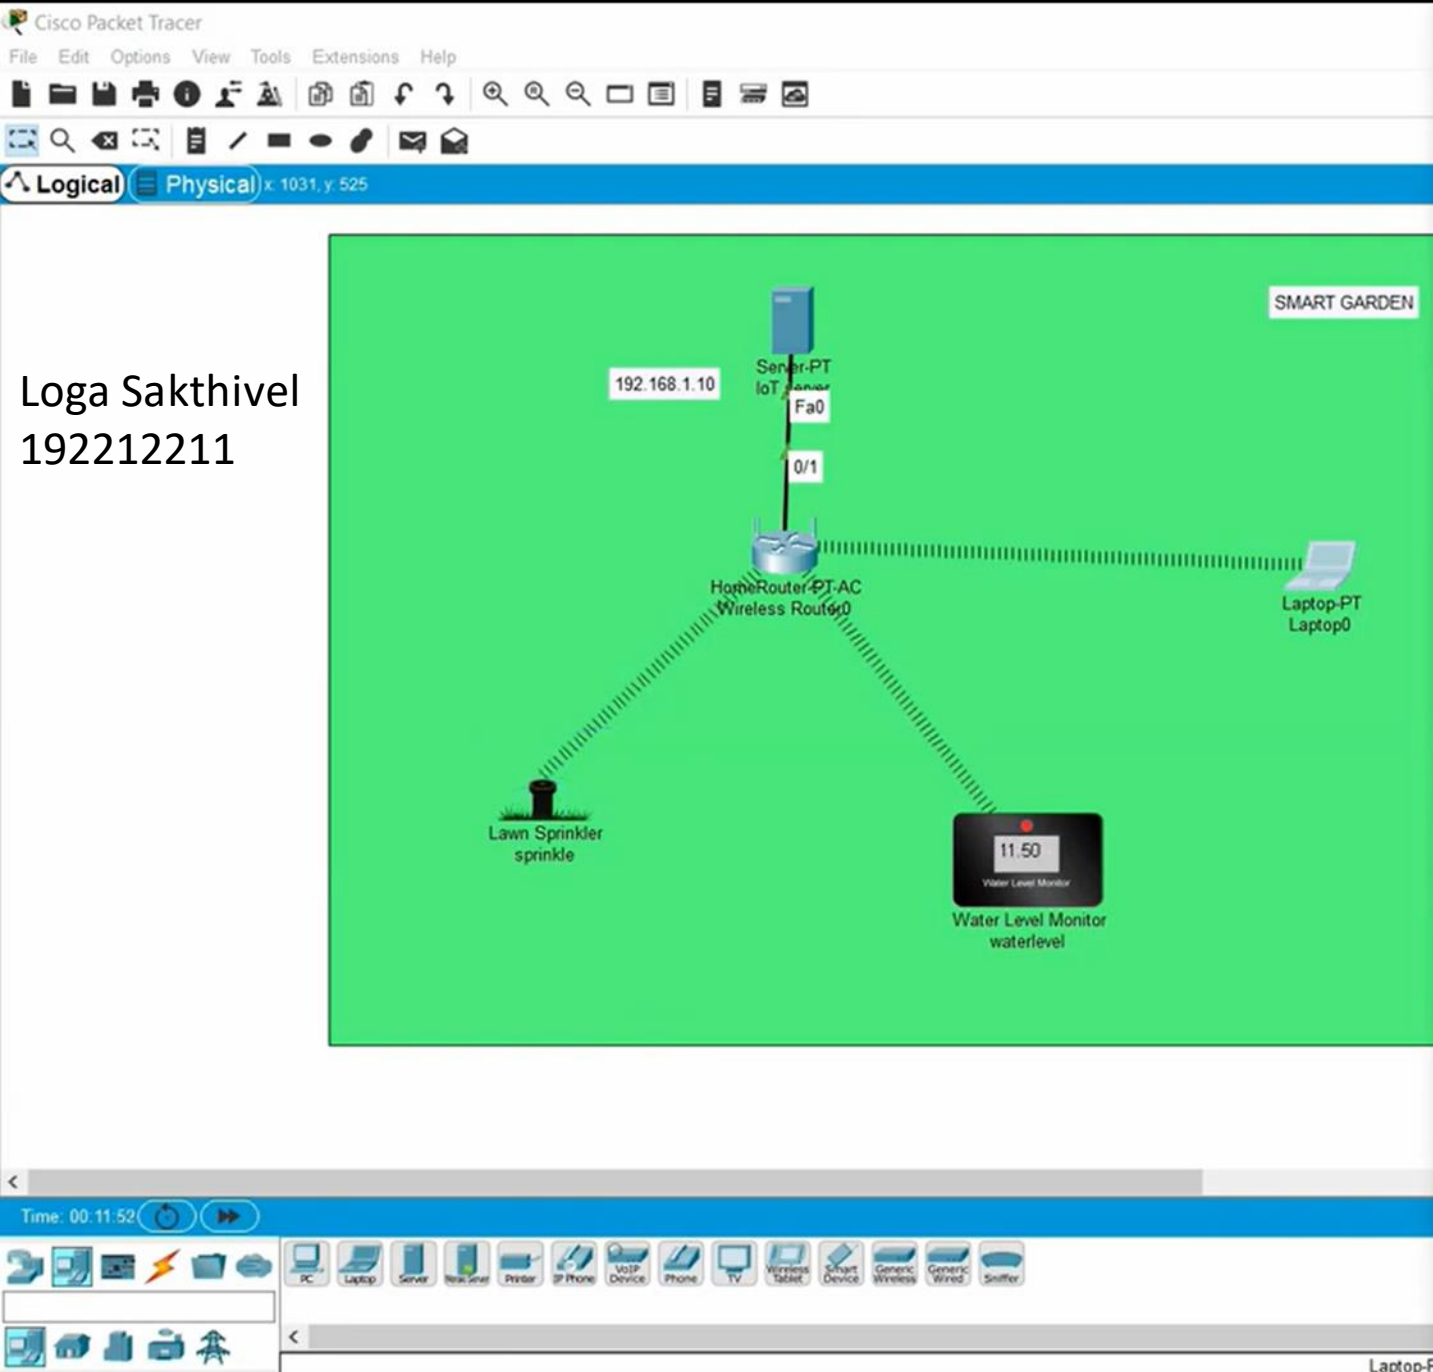 Cisco Packet Tracer
File Edit Options View Tools Extensions Help
Logical Physical x: 1031, y: 525
SMART GARDEN
Loga Sakthivel
192212211
192.168.1.10
Server-PT
IoT server
Fa0
0/1
HomeRouter-PT-AC
Wireless Router0
Laptop-PT
Laptop0
Lawn Sprinkler
sprinkle
11.50
Water Level Monitor
Water Level Monitor
waterlevel
Time: 00:11:52
PC Laptop Server Printer IP Phone VoIP Device Phone TV Wireless Tablet Smart Device Generic Wireless Generic Wired Sniffer